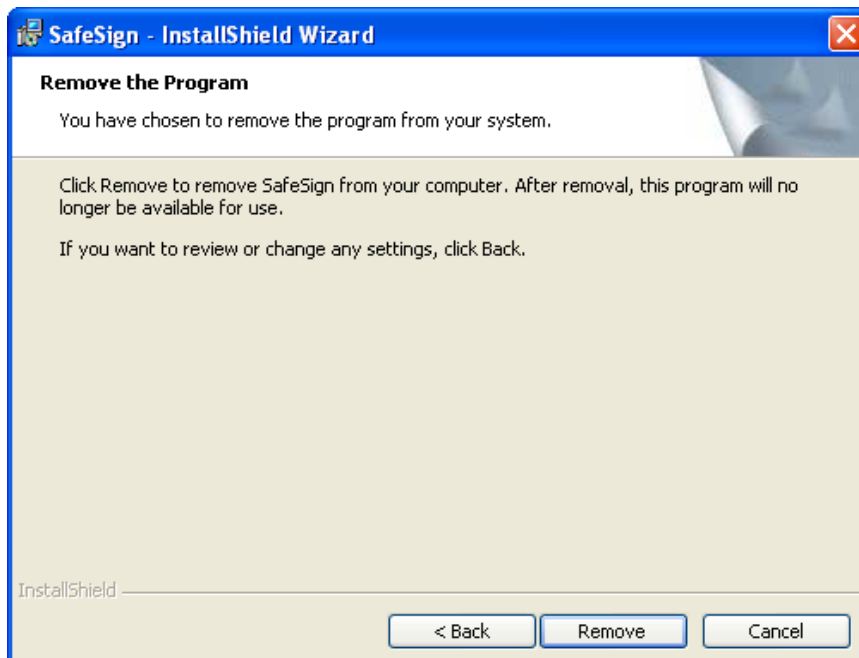 SafeSign - InstallShield Wizard
Remove the Program
You have chosen to remove the program from your system.
Click Remove to remove SafeSign from your computer. After removal, this program will no
longer be available for use.
If you want to review or change any settings, click Back.
InstallShield
< Back
Remove
Cancel